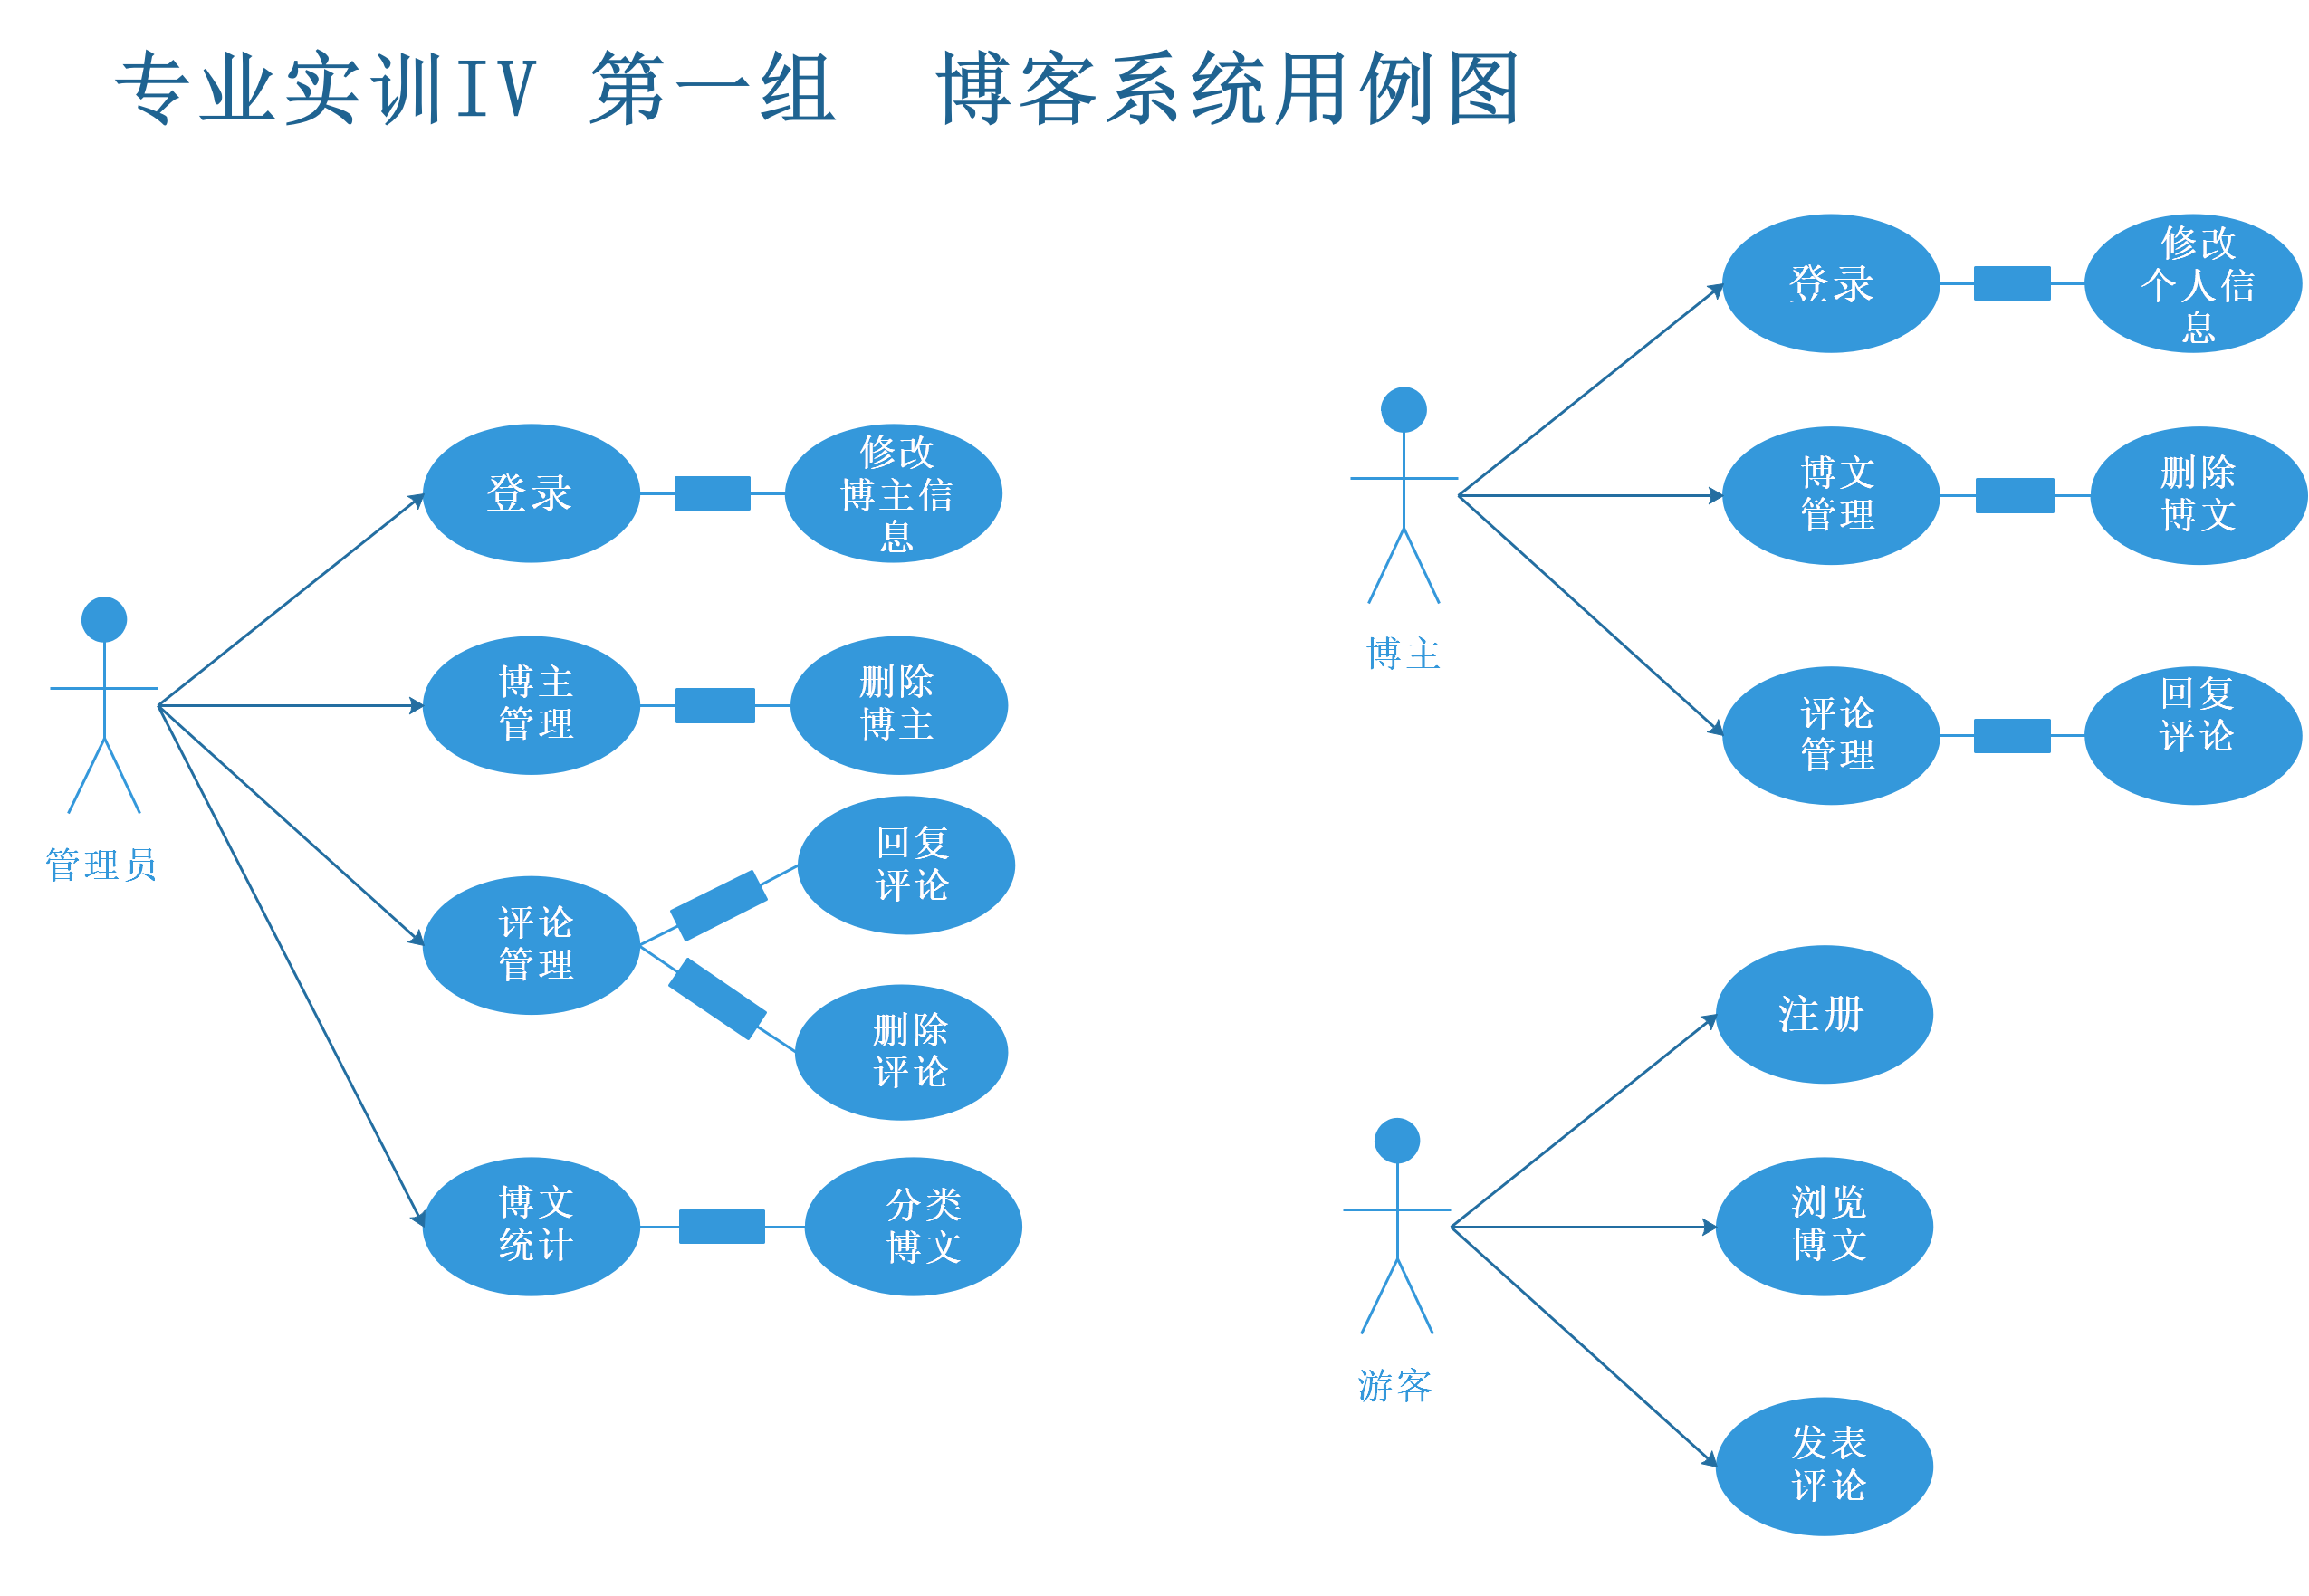 专业实训IV 第一组 博客系统用例图
登录
修改
博主信
息
博主
管理
删除
博主
管理员
评论
管理
回复
评论
删除
评论
博文
统计
分类
博文
登录
修改
个人信
息
博文
管理
删除
博文
博主
评论
管理
回复
评论
注册
浏览
博文
游客
发表
评论